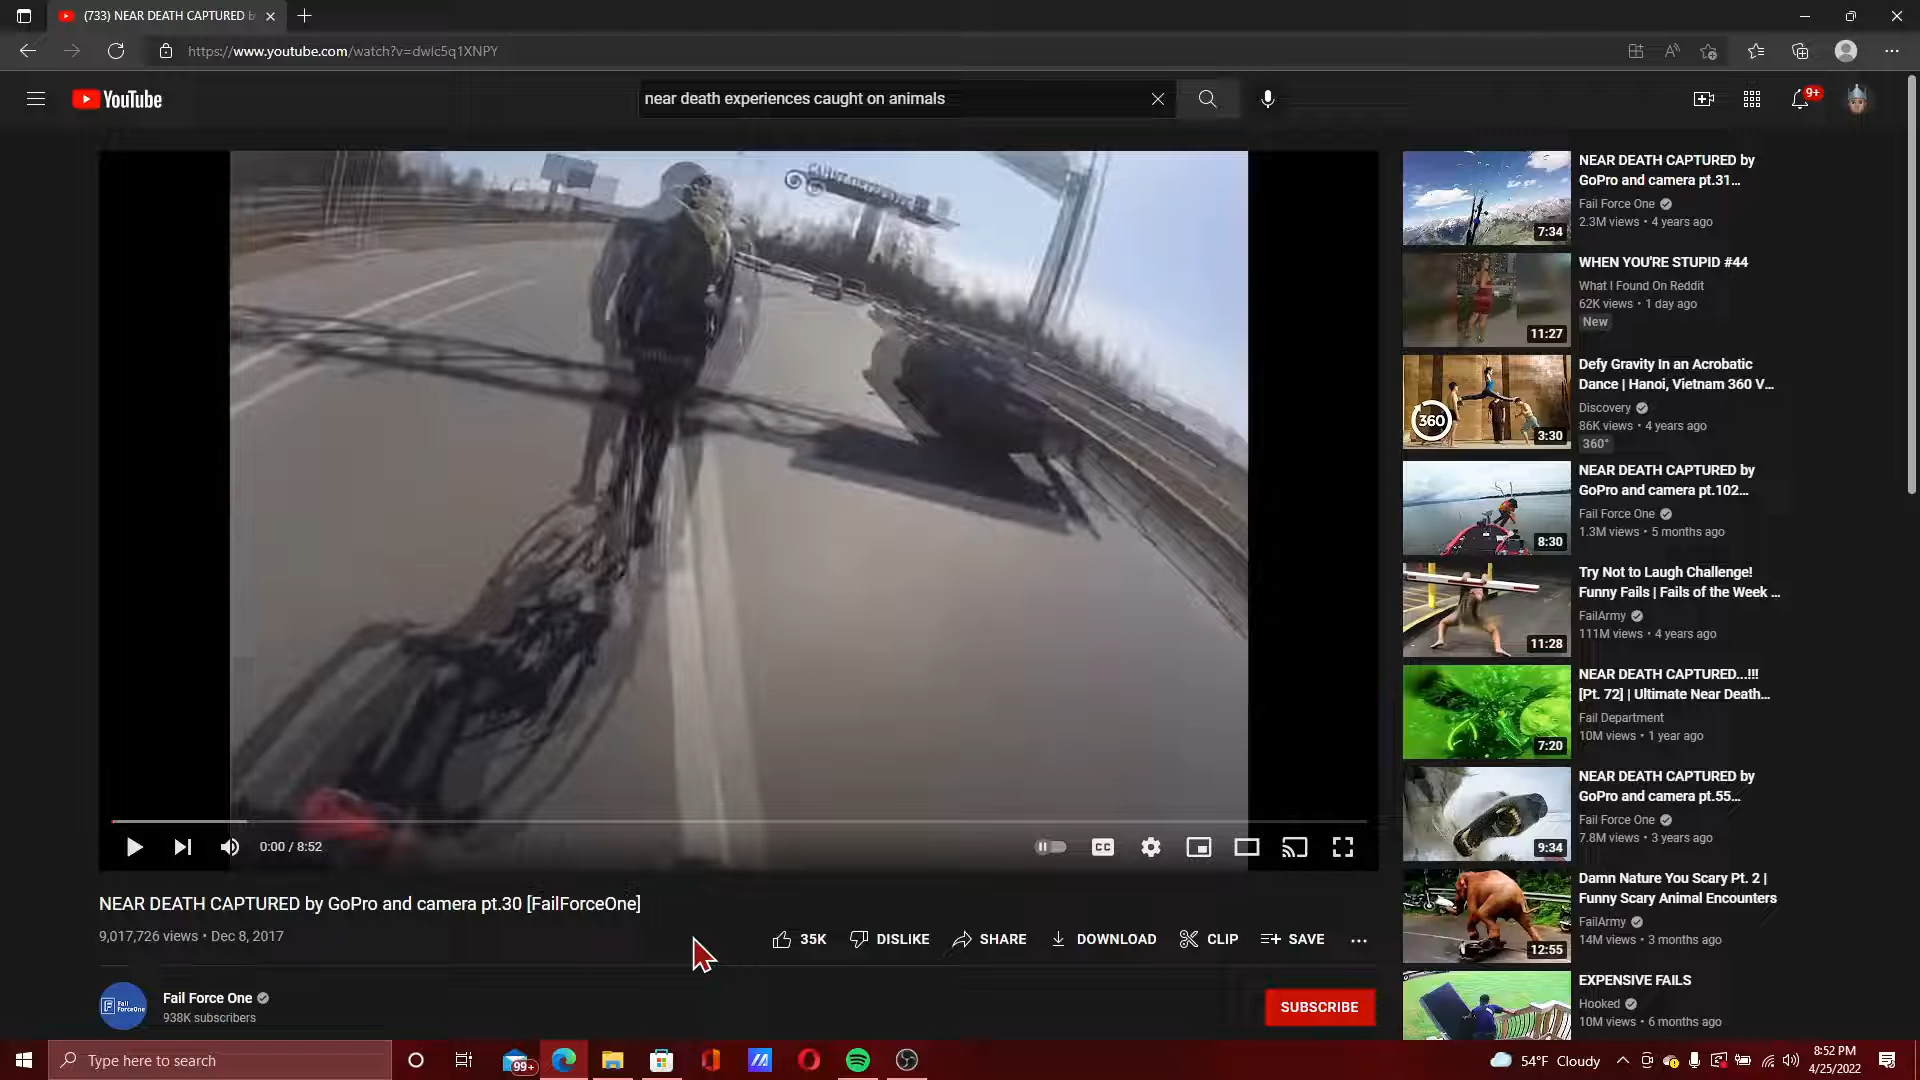 (733) NEAR DEATH CAPTURED b
https://www.youtube.com/watch?v=dwlc5q1XNPY
YouTube
near death experiences caught on animals
9+
0:00 / 8:52
CC
NEAR DEATH CAPTURED by GoPro and camera pt.30 [FailForceOne]
9,017,726 views • Dec 8, 2017
35K
DISLIKE
SHARE
DOWNLOAD
CLIP
SAVE
Fail ForceOne
Fail Force One
938K subscribers
SUBSCRIBE
7:34
NEAR DEATH CAPTURED by
GoPro and camera pt.31...
Fail Force One
2.3M views • 4 years ago
11:27
WHEN YOU'RE STUPID #44
What I Found On Reddit
62K views • 1 day ago
New
360
3:30
Defy Gravity In an Acrobatic
Dance | Hanoi, Vietnam 360 V...
Discovery
86K views • 4 years ago
360°
8:30
NEAR DEATH CAPTURED by
GoPro and camera pt.102...
Fail Force One
1.3M views • 5 months ago
11:28
Try Not to Laugh Challenge!
Funny Fails | Fails of the Week ...
FailArmy
111M views • 4 years ago
7:20
NEAR DEATH CAPTURED...!!!
[Pt. 72] | Ultimate Near Death...
Fail Department
10M views • 1 year ago
9:34
NEAR DEATH CAPTURED by
GoPro and camera pt.55...
Fail Force One
7.8M views • 3 years ago
12:55
Damn Nature You Scary Pt. 2 |
Funny Scary Animal Encounters
FailArmy
14M views • 3 months ago
EXPENSIVE FAILS
Hooked
10M views • 6 months ago
Type here to search
99+
54°F Cloudy
8:52 PM
4/25/2022